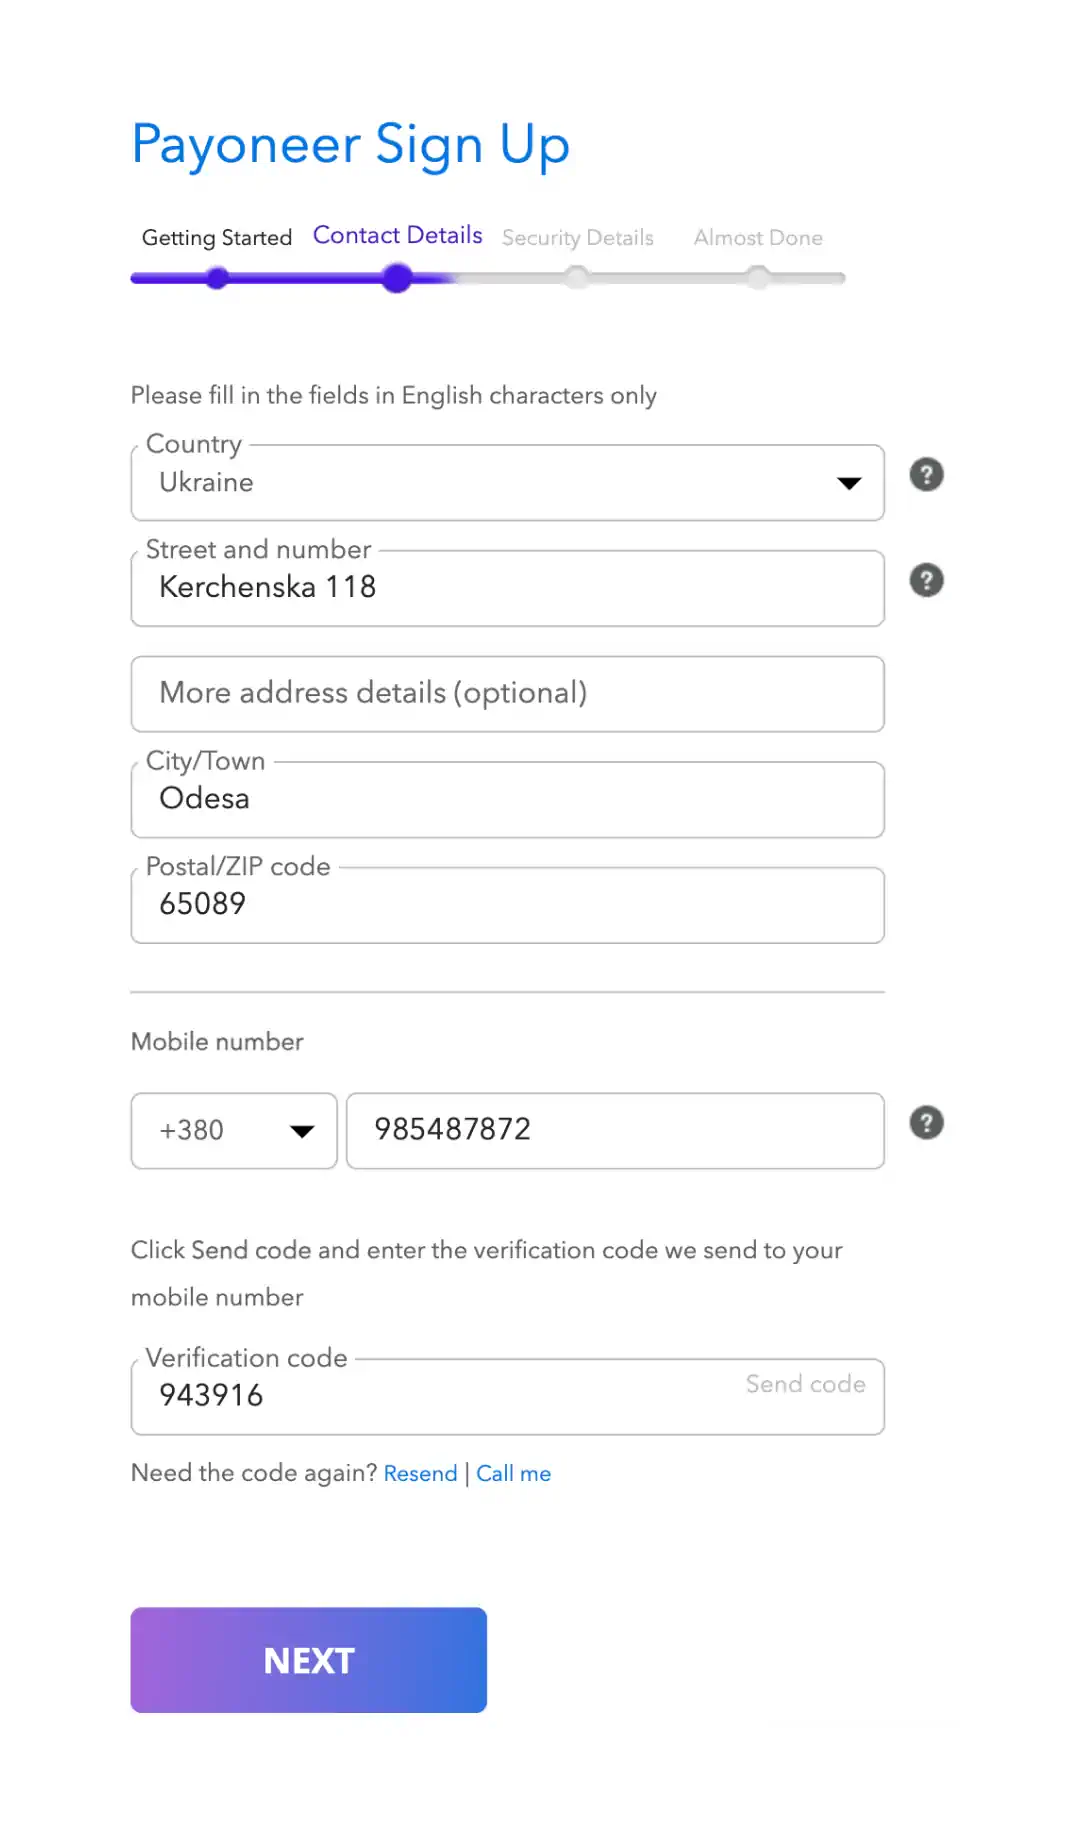 Payoneer Sign Up
Getting Started Contact Details Security Details Almost Done
Please fill in the fields in English characters only
Country
Ukraine
?
Street and number
Kerchenska 118
?
More address details (optional)
City/Town
Odesa
Postal/ZIP code
65089
Mobile number
+380 985487872 ?
Click Send code and enter the verification code we send to your
mobile number
Verification code
943916 Send code
Need the code again? Resend | Call me
NEXT